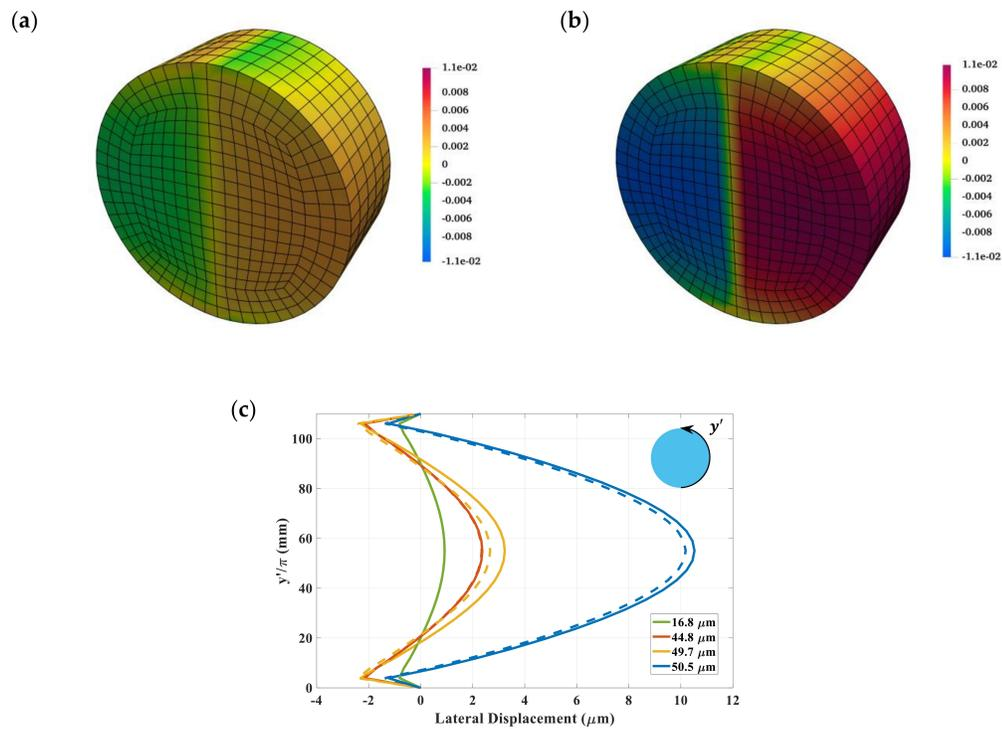 (a)
1.1e-02
0.008
0.006
0.004
0.002
0
-0.002
-0.004
-0.006
-0.008
-1.1e-02
(b)
1.1e-02
0.008
0.006
0.004
0.002
0
-0.002
-0.004
-0.006
-0.008
-1.1e-02
(c)
y'/π (mm)
100
80
60
40
20
0
-4 -2 0 2 4 6 8 10 12
Lateral Displacement (μm)
y'
16.8 μm
44.8 μm
49.7 μm
50.5 μm